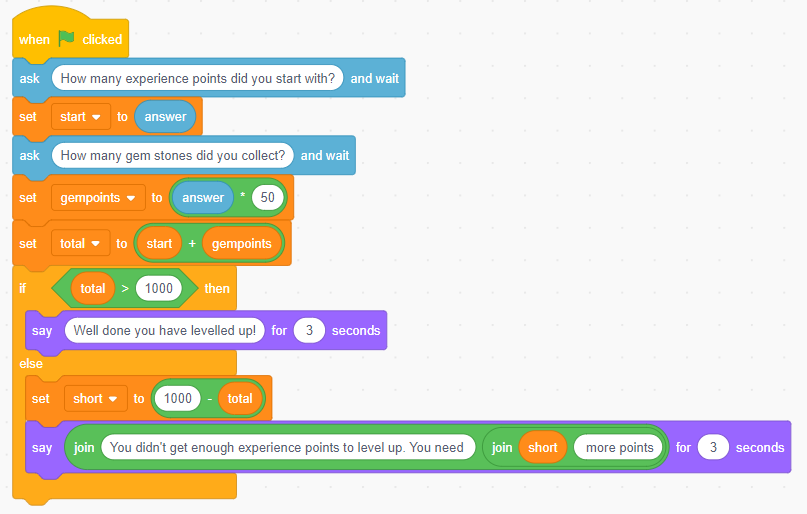 when clicked
ask How many experience points did you start with? and wait
set start to answer
ask How many gem stones did you collect? and wait
set gempoints to answer * 50
set total to start + gempoints
if total > 1000 then
say Well done you have levelled up! for 3 seconds
else
set short to 1000 - total
say join You didn't get enough experience points to level up. You need join short more points for 3 seconds